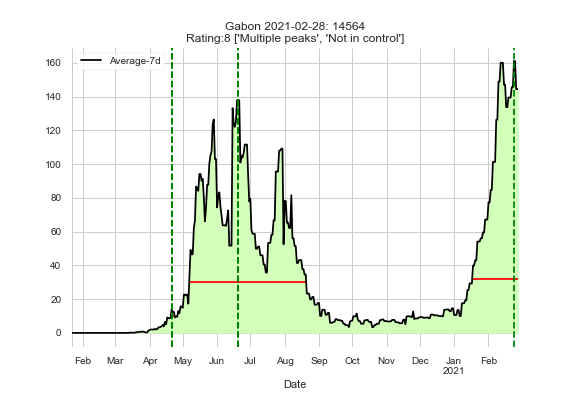 Gabon 2021-02-28: 14564
Rating:8 ['Multiple peaks', 'Not in control']
Average-7d
160
140
120
100
80
60
40
20
0
Feb Mar Apr May Jun Jul Aug Sep Oct Nov Dec Jan Feb
2021
Date